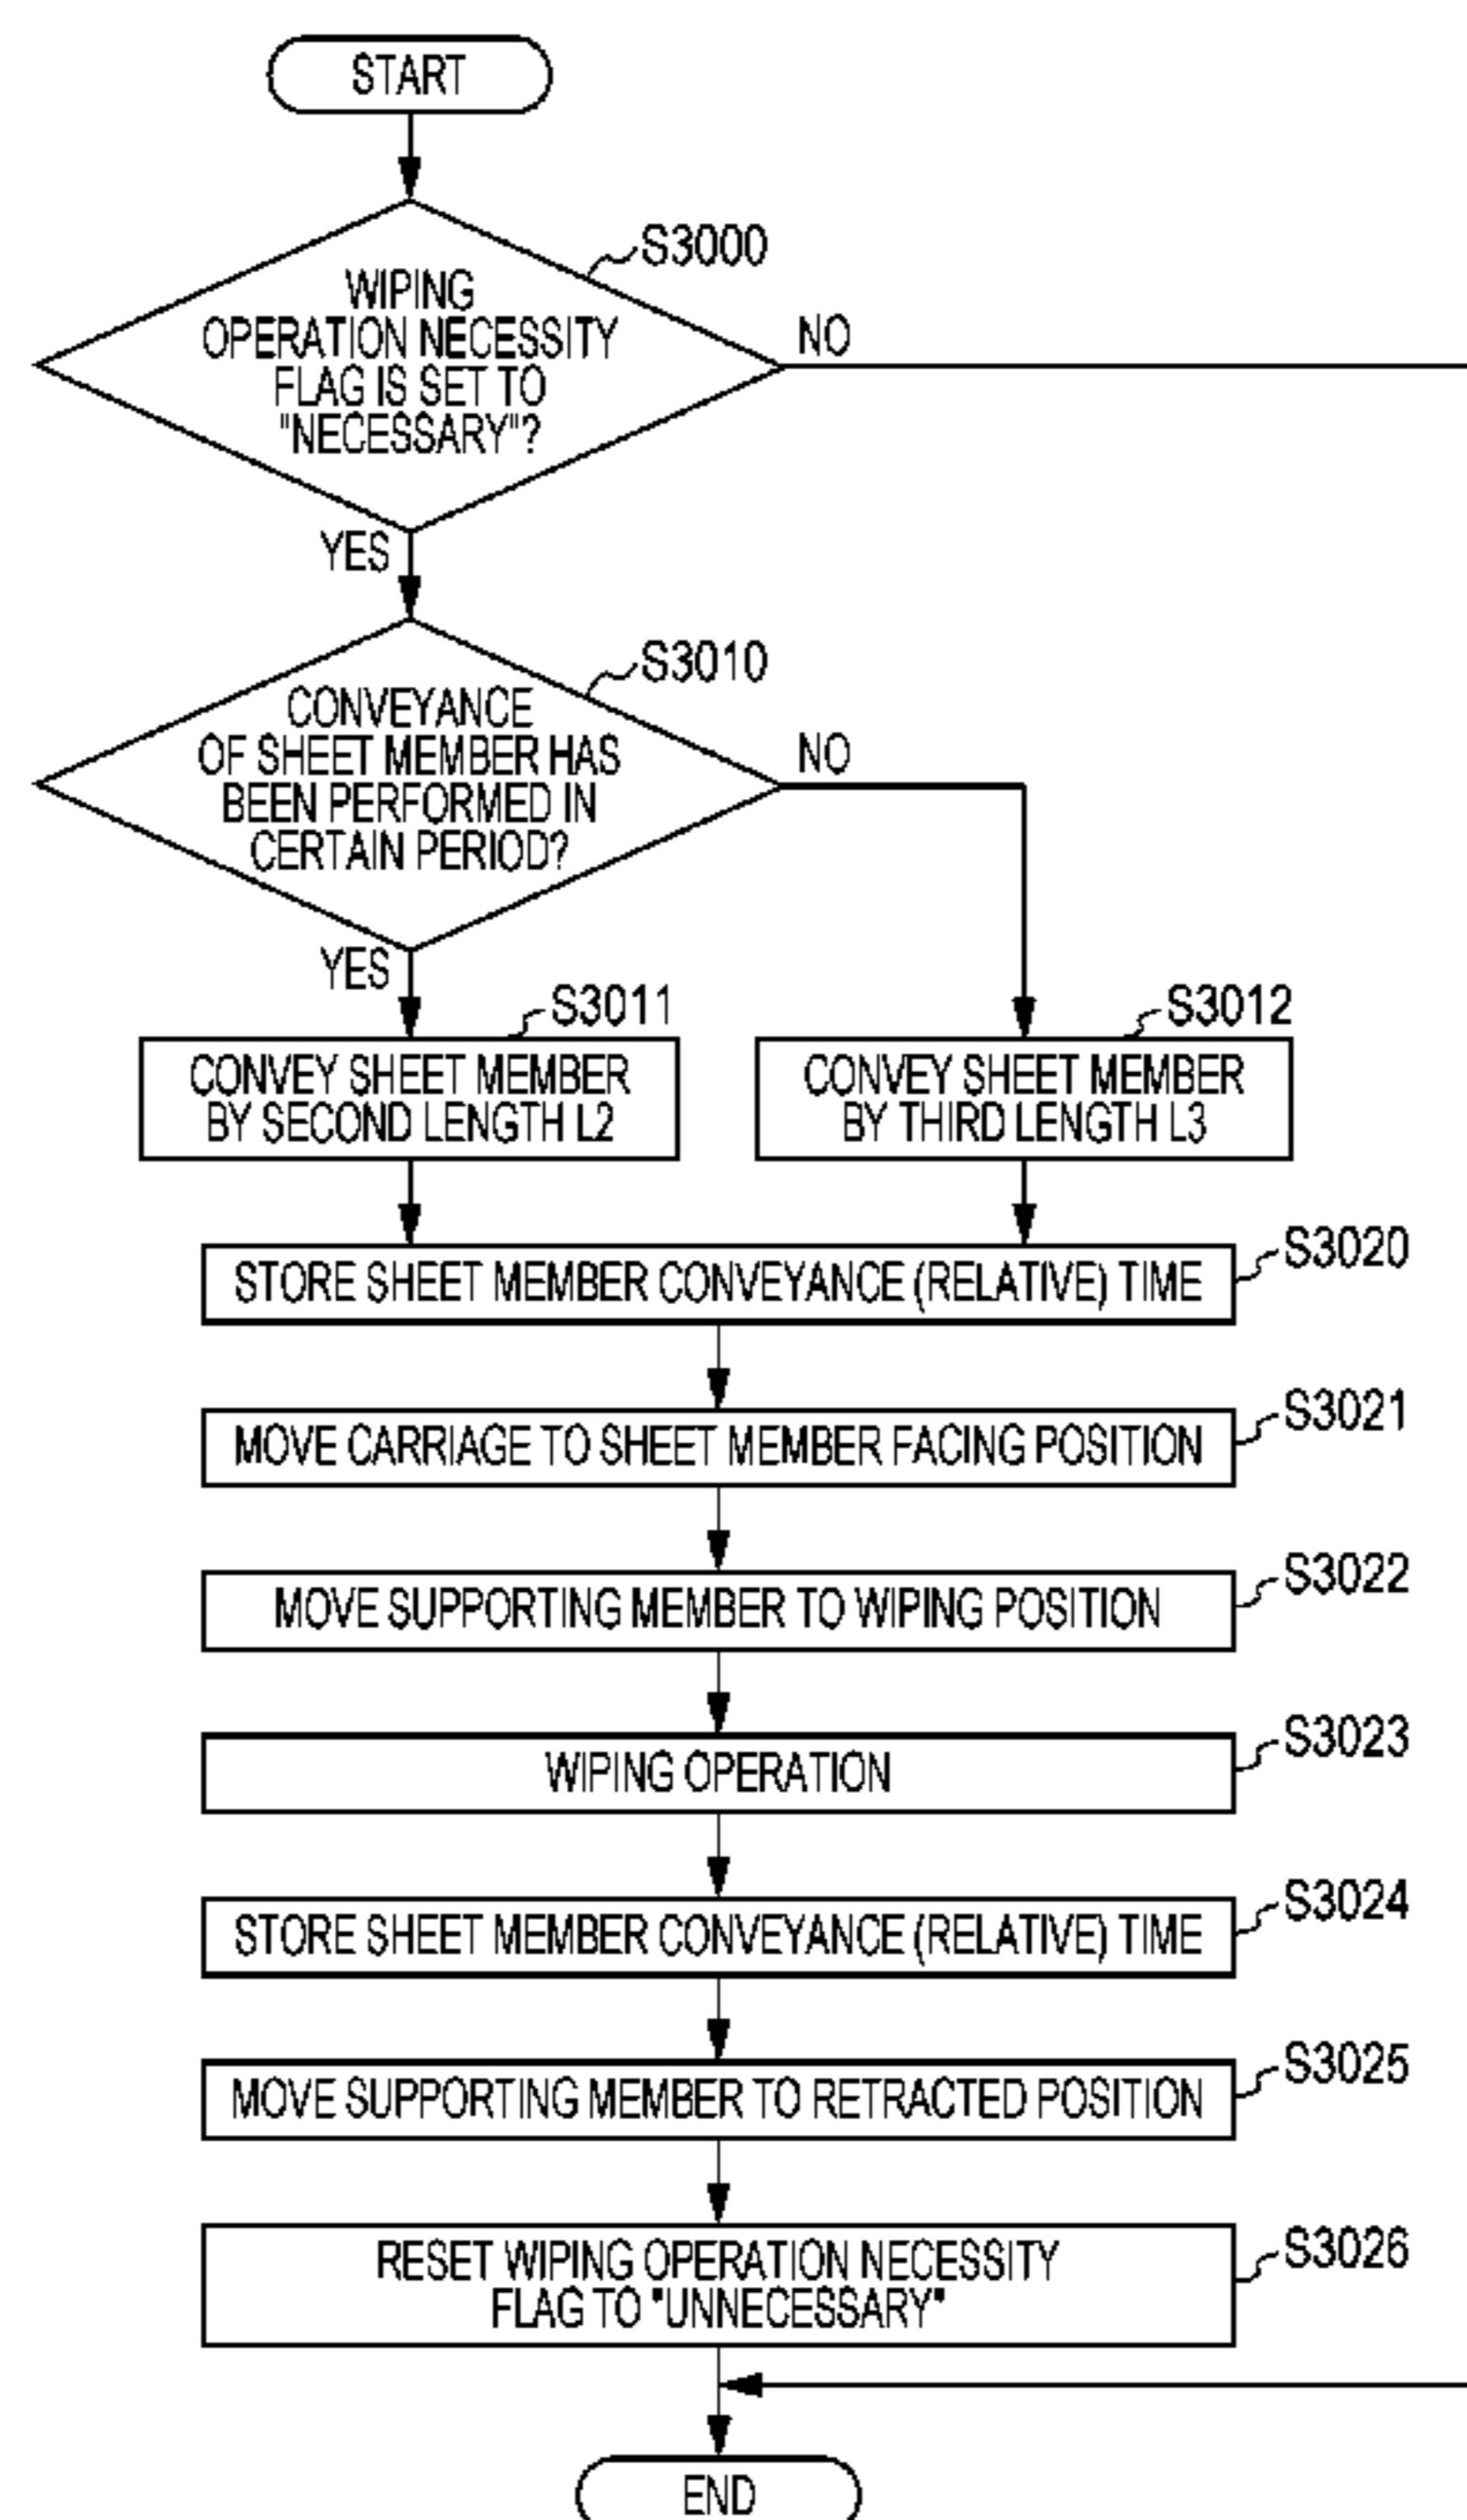 START
S3000
WIPING
OPERATION NECESSITY
FLAG IS SET TO
"NECESSARY"?
NO
YES
S3010
CONVEYANCE
OF SHEET MEMBER HAS
BEEN PERFORMED IN
CERTAIN PERIOD?
NO
YES
S3011
CONVEY SHEET MEMBER
BY SECOND LENGTH L2
S3012
CONVEY SHEET MEMBER
BY THIRD LENGTH L3
S3020
STORE SHEET MEMBER CONVEYANCE (RELATIVE) TIME
S3021
MOVE CARRIAGE TO SHEET MEMBER FACING POSITION
S3022
MOVE SUPPORTING MEMBER TO WIPING POSITION
S3023
WIPING OPERATION
S3024
STORE SHEET MEMBER CONVEYANCE (RELATIVE) TIME
S3025
MOVE SUPPORTING MEMBER TO RETRACTED POSITION
S3026
RESET WIPING OPERATION NECESSITY
FLAG TO "UNNECESSARY"
END